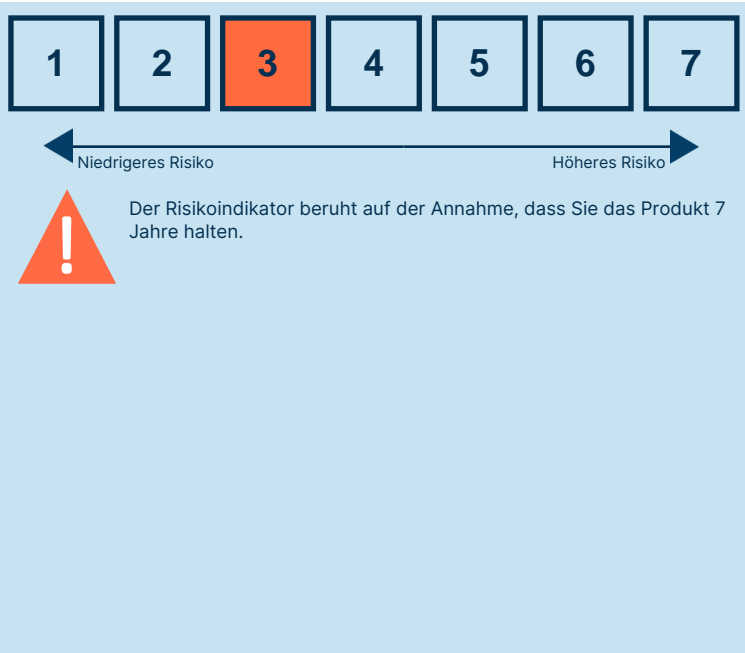 1 2 3 4 5 6 7
Niedrigeres Risiko Höheres Risiko
Der Risikoindikator beruht auf der Annahme, dass Sie das Produkt 7
Jahre halten.